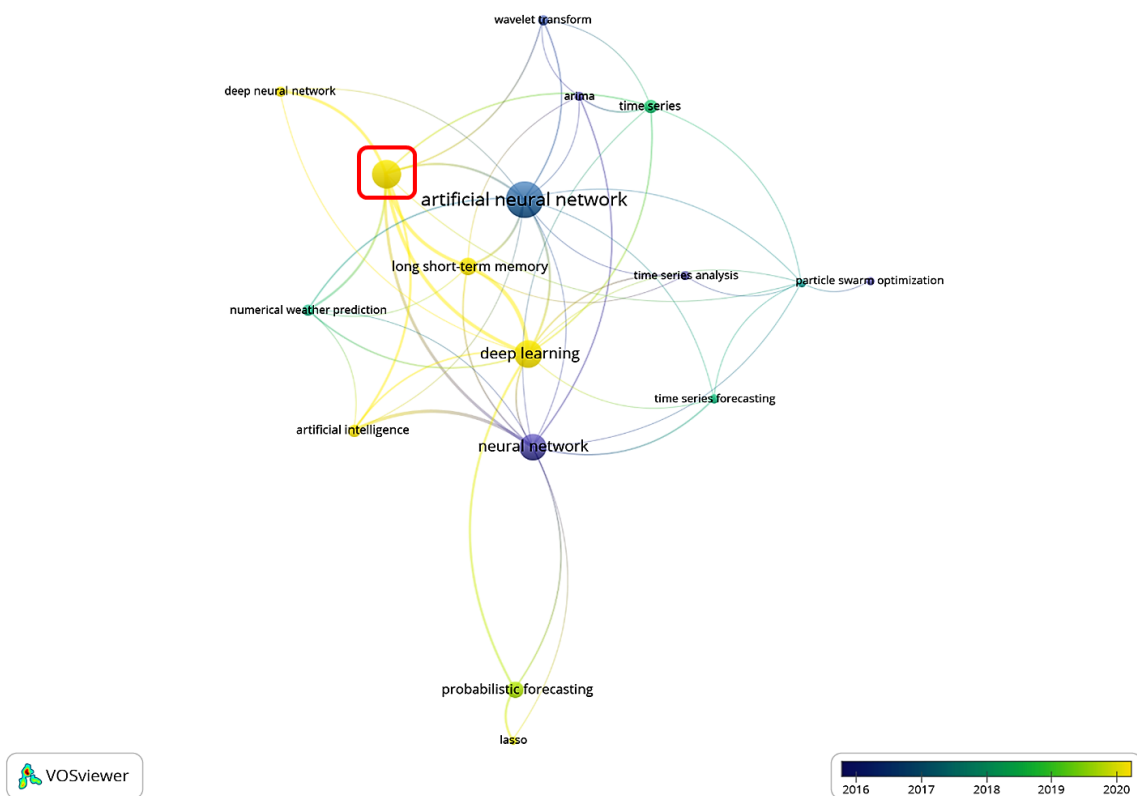 wavelet transform
deep neural network
arima
time series
artificial neural network
long short-term memory
time series analysis
particle swarm optimization
numerical weather prediction
deep learning
time series forecasting
artificial intelligence
neural network
probabilistic forecasting
lasso
VOSviewer
2016 2017 2018 2019 2020